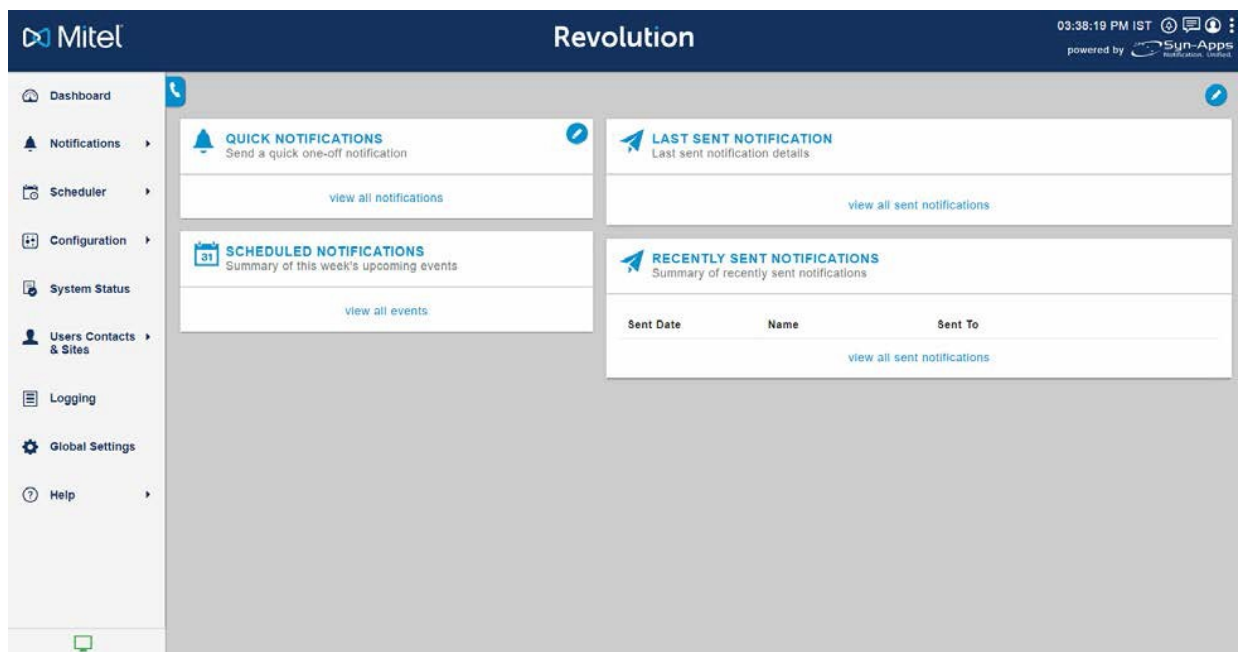 Mitel
Revolution
03:38:19 PM IST
powered by Syn-Apps
Notification. Unified.
Dashboard
Notifications
Scheduler
Configuration
System Status
Users Contacts
& Sites
Logging
Global Settings
Help
QUICK NOTIFICATIONS
Send a quick one-off notification
view all notifications
31
SCHEDULED NOTIFICATIONS
Summary of this week's upcoming events
view all events
LAST SENT NOTIFICATION
Last sent notification details
view all sent notifications
RECENTLY SENT NOTIFICATIONS
Summary of recently sent notifications
Sent Date Name Sent To
view all sent notifications